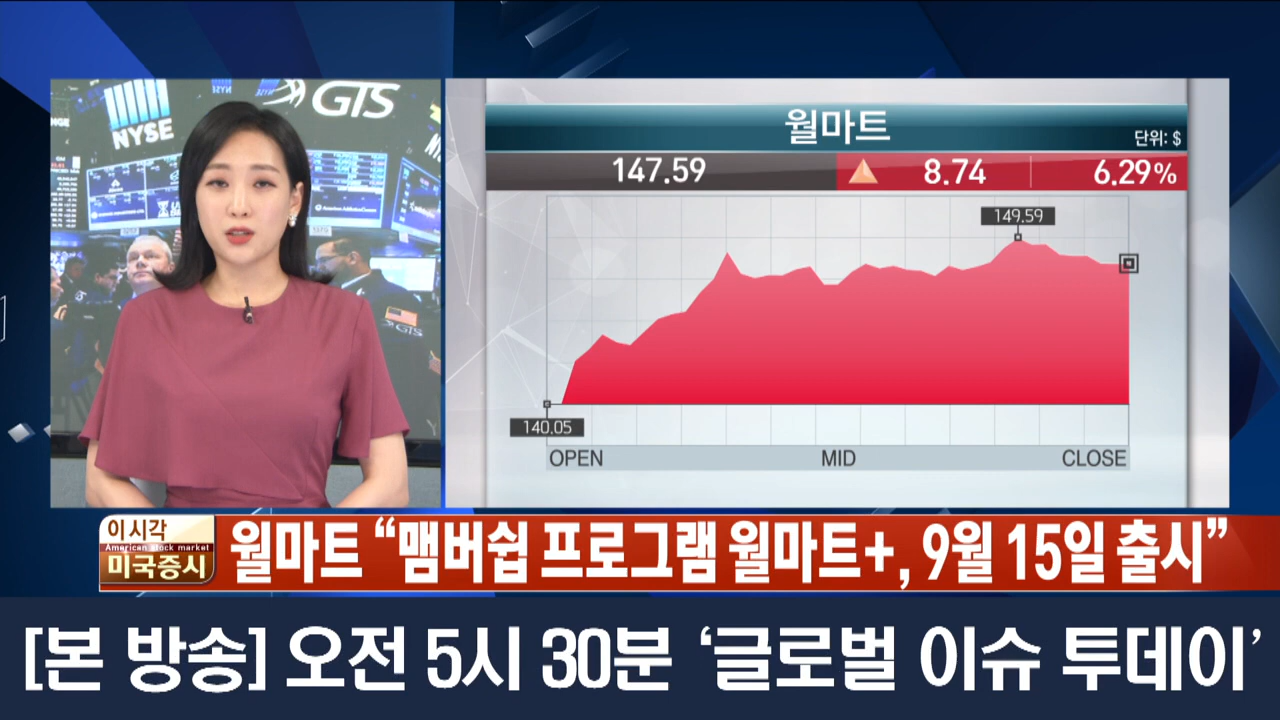 NYSE
GTS
GTS
월마트
단위: $
147.59
8.74
6.29%
149.59
140.05
OPEN
MID
CLOSE
이시각
American stock market
미국증시
월마트 “맴버쉽 프로그램 월마트+, 9월 15일 출시”
[본 방송] 오전 5시 30분 ‘글로벌 이슈 투데이’